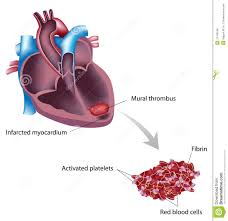 Mural thrombus
Infarcted myocardium
Fibrin
Activated platelets
Red blood cells